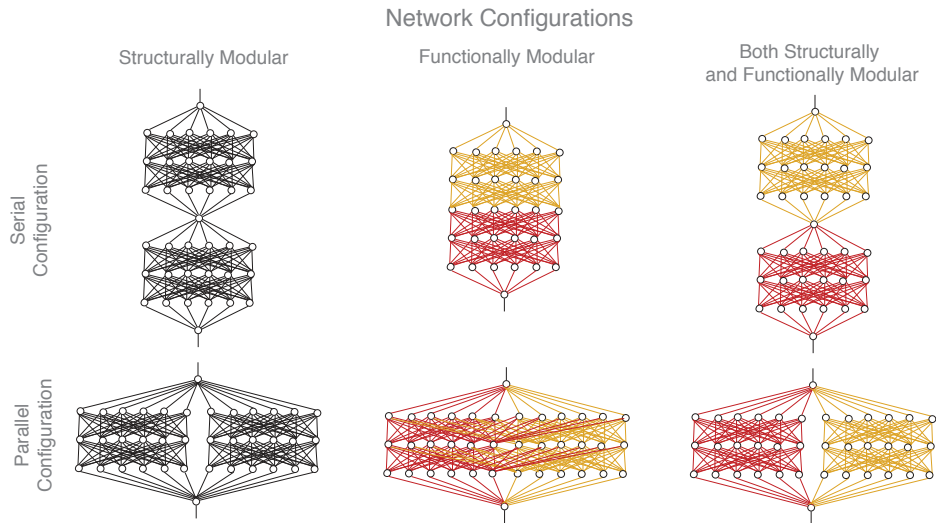 Network Configurations
Structurally Modular
Functionally Modular
Both Structurally
and Functionally Modular
Serial
Configuration
Parallel
Configuration